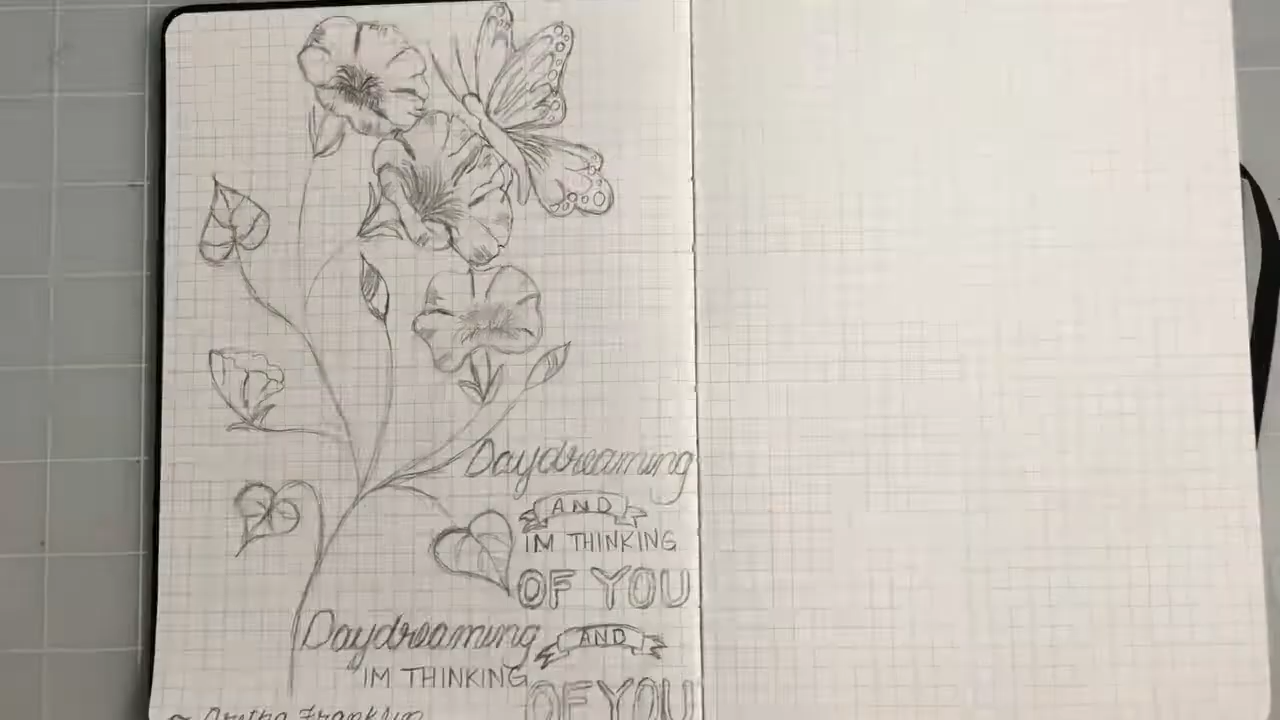 Daydreaming
AND
IM THINKING
OF YOU
Daydreaming AND
IM THINKING OF YOU
~ Aretha Franklin